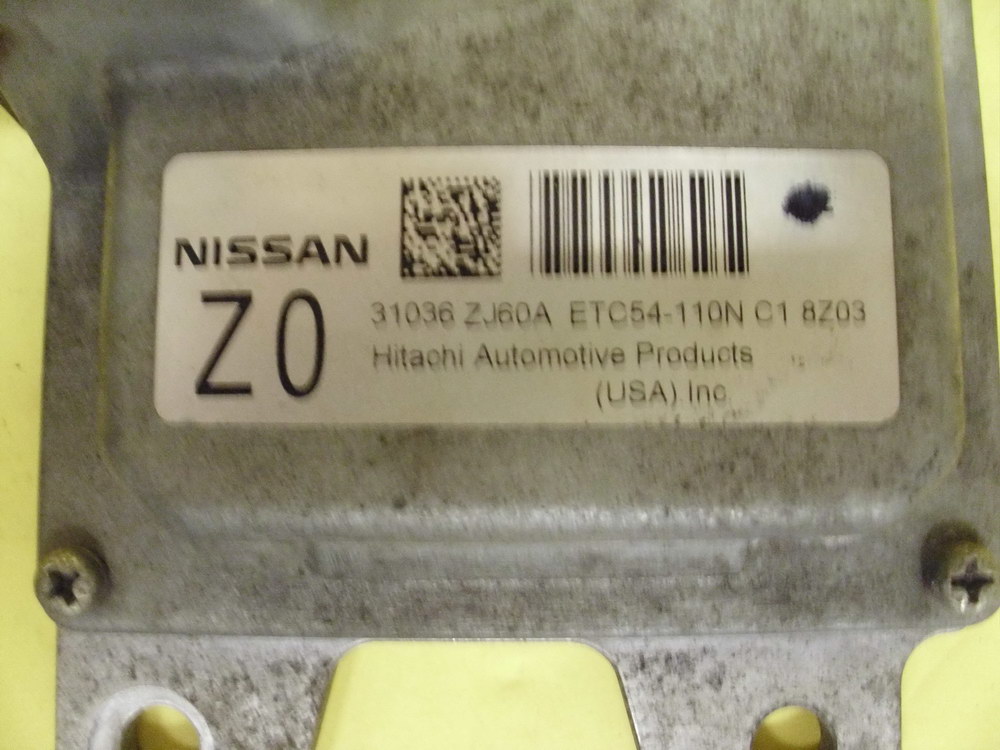 NISSAN
Z0
31036 ZJ60A ETC54-110N C1 8Z03
Hitachi Automotive Products
(USA) Inc